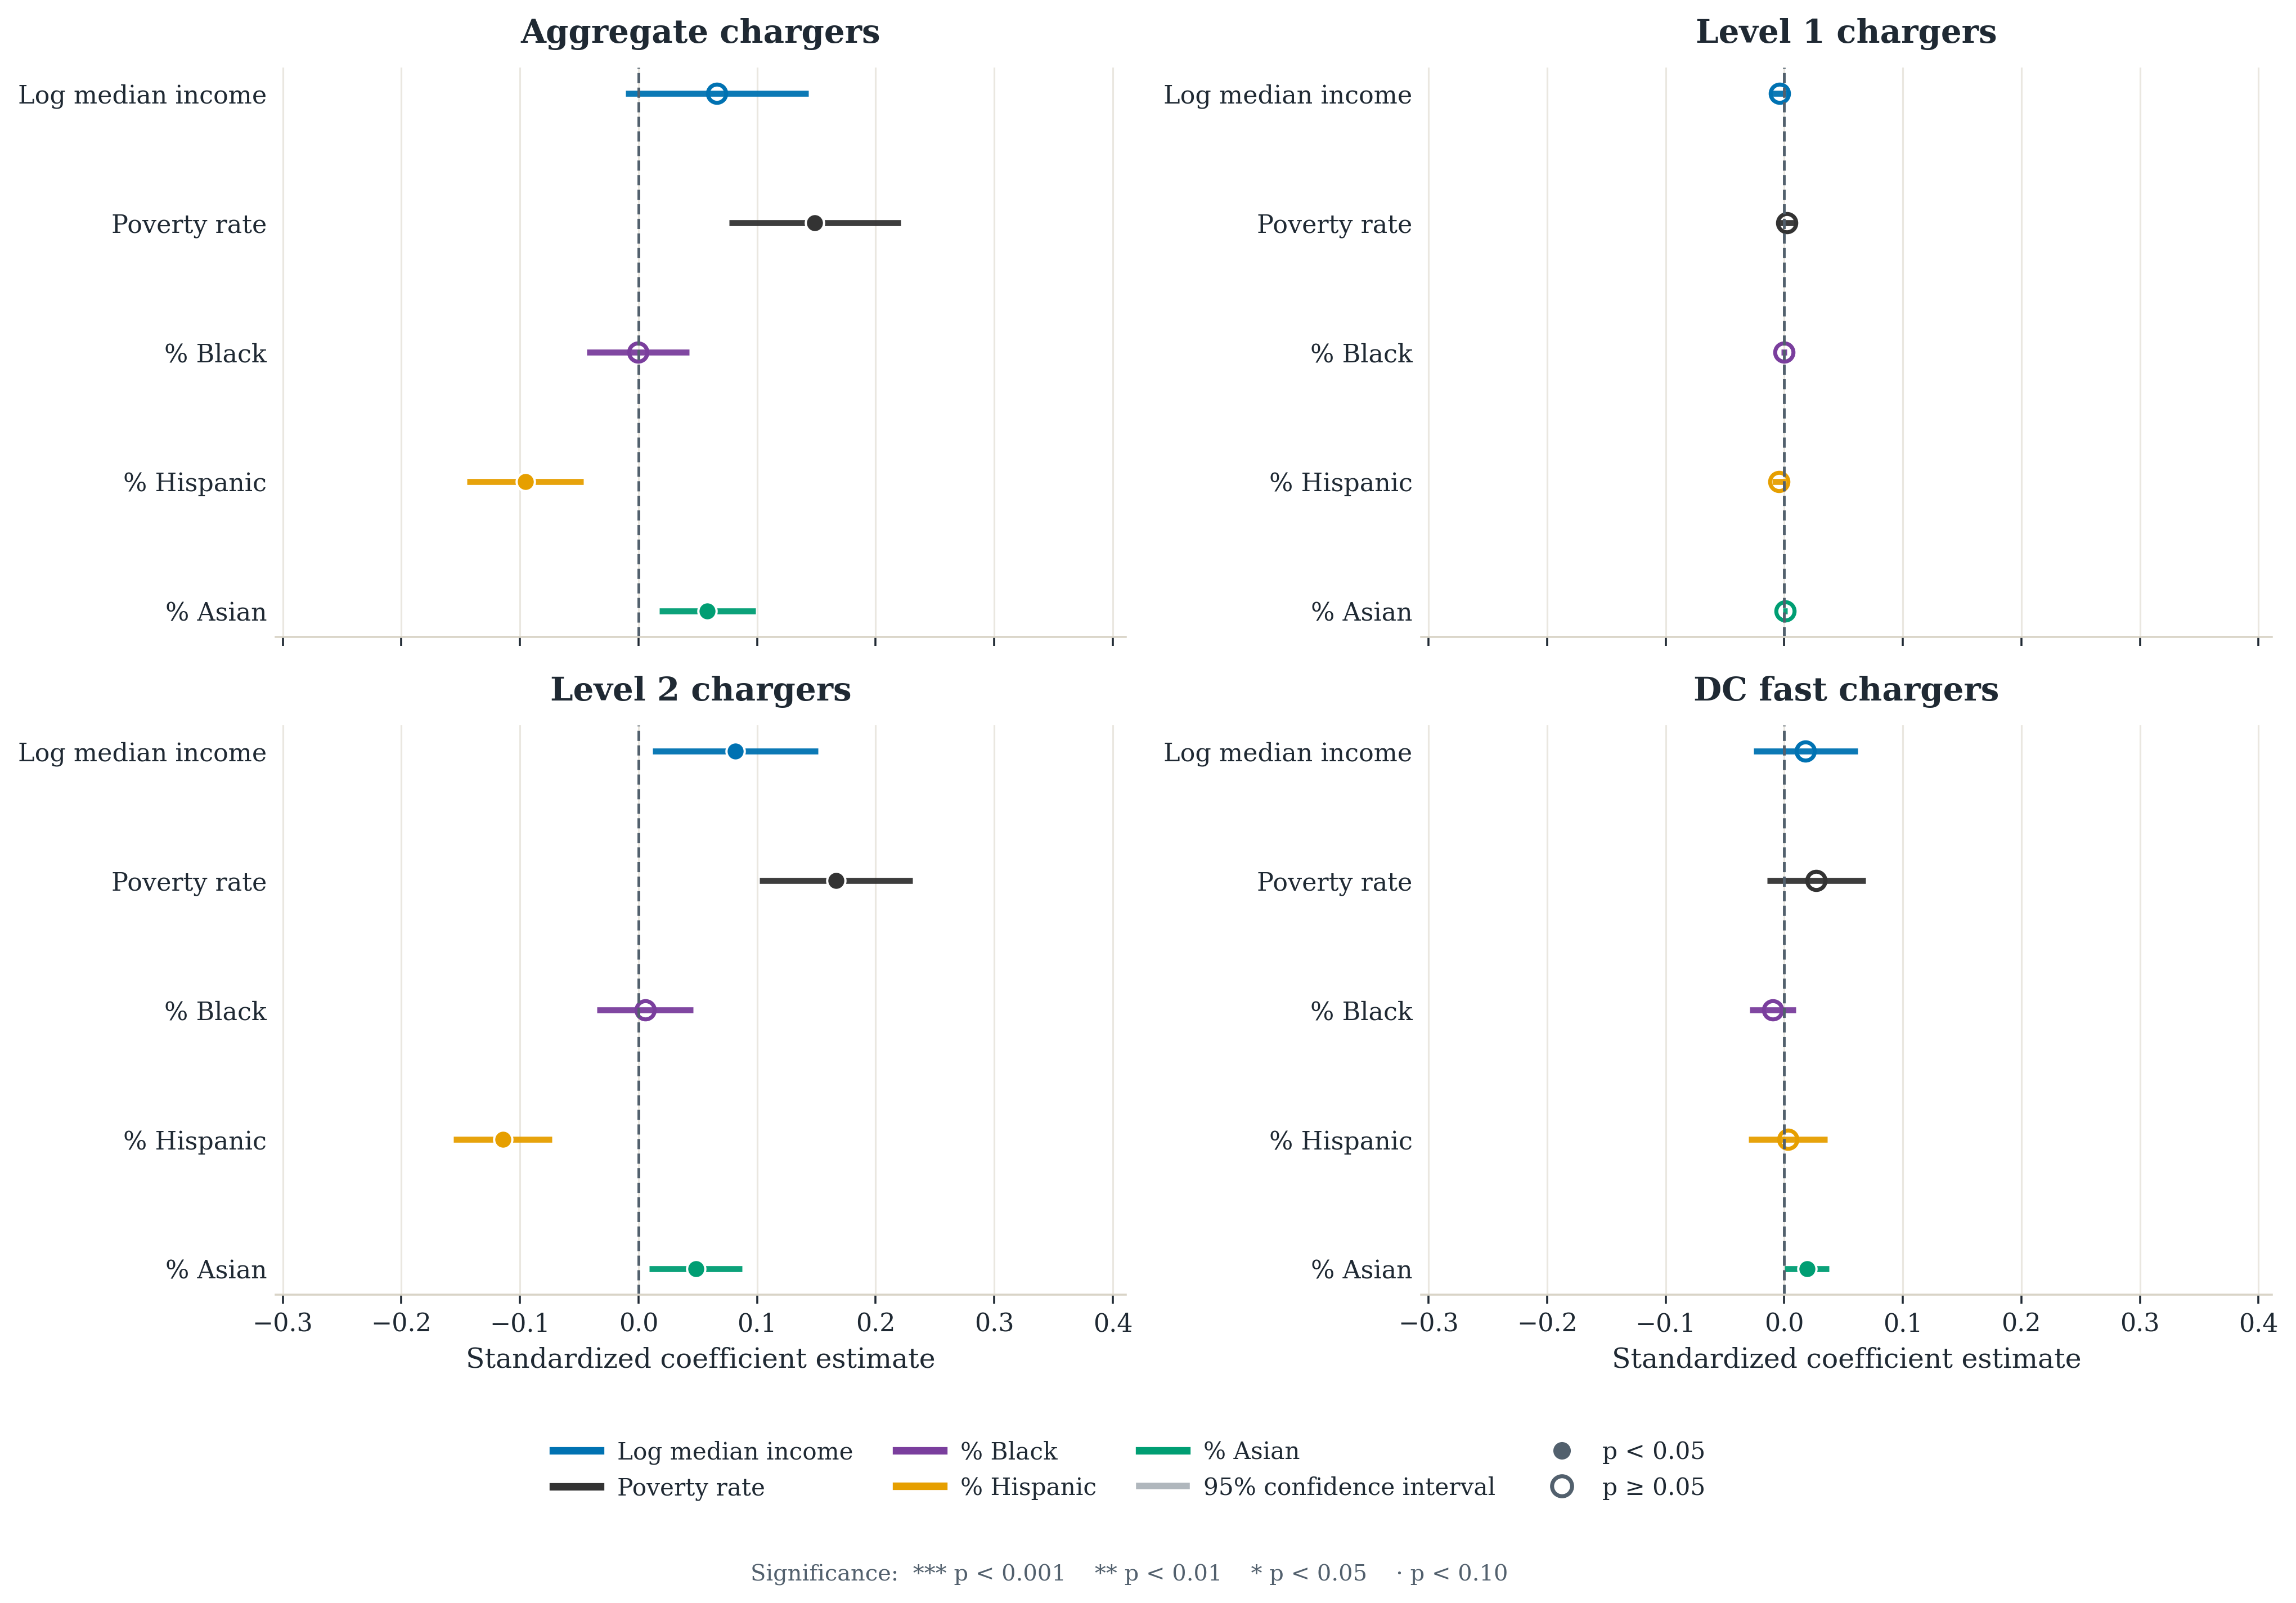 Aggregate chargers
Log median income
Poverty rate
% Black
% Hispanic
% Asian
Level 1 chargers
Log median income
Poverty rate
% Black
% Hispanic
% Asian
Level 2 chargers
Log median income
Poverty rate
% Black
% Hispanic
% Asian
−0.3 −0.2 −0.1 0.0 0.1 0.2 0.3 0.4
Standardized coefficient estimate
DC fast chargers
Log median income
Poverty rate
% Black
% Hispanic
% Asian
−0.3 −0.2 −0.1 0.0 0.1 0.2 0.3 0.4
Standardized coefficient estimate
Log median income % Black % Asian p < 0.05
Poverty rate % Hispanic 95% confidence interval p ≥ 0.05
Significance: *** p < 0.001 ** p < 0.01 * p < 0.05 · p < 0.10